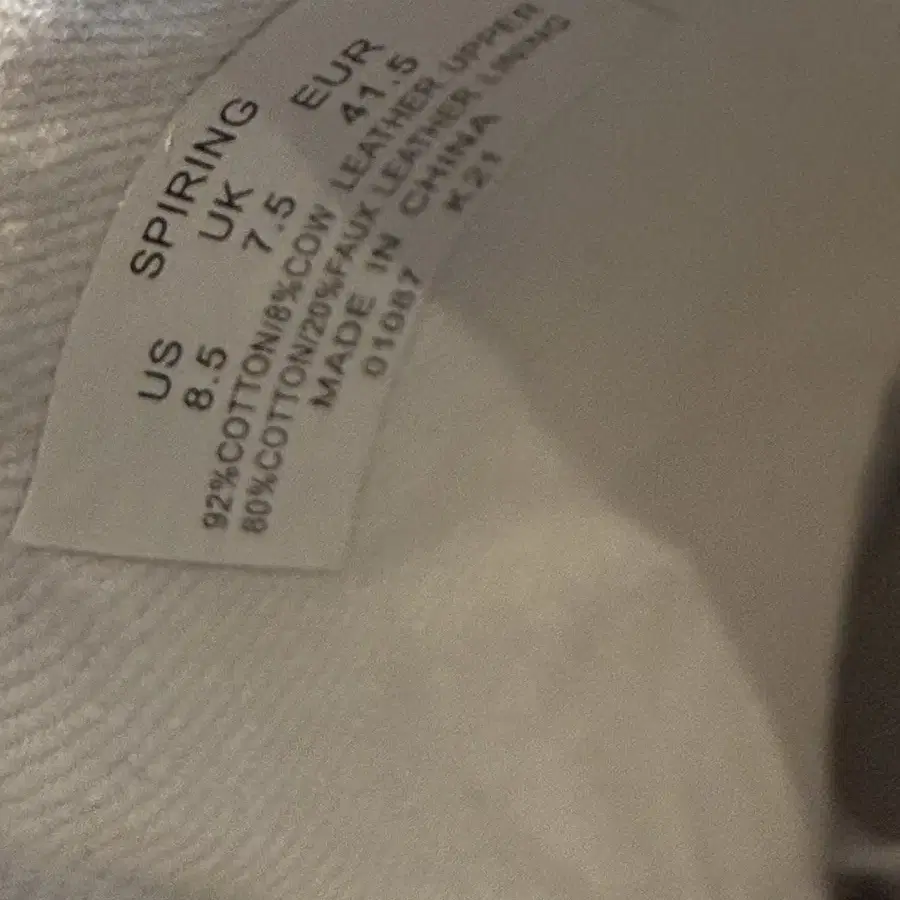 SPIRING
US UK EUR
8.5 7.5 41.5
92%COTTON/8%COW LEATHER UPPER
80%COTTON/20%FAUX LEATHER LINING
MADE IN CHINA
01087 K21